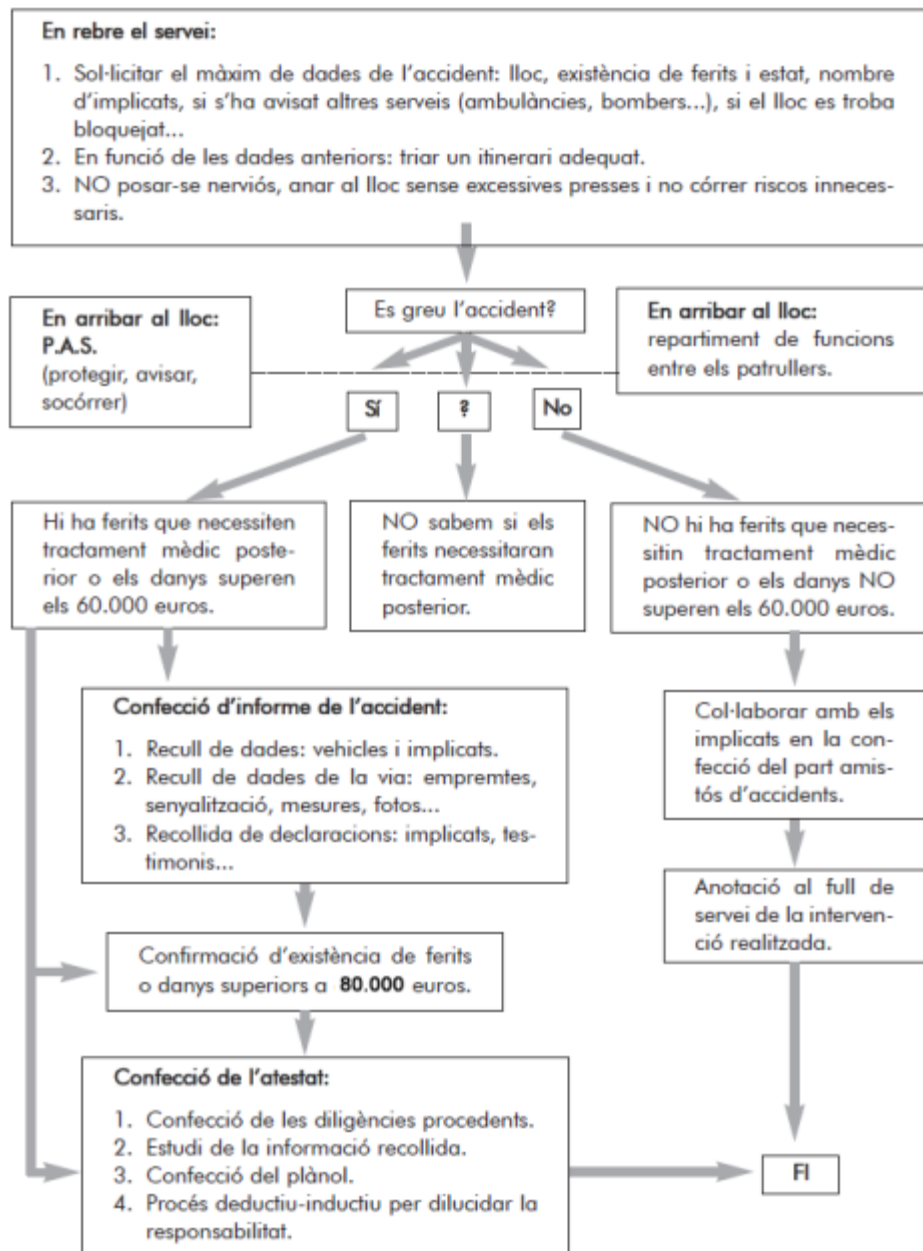 En rebre el servei:
1. Sol·licitar el màxim de dades de l'accident: lloc, existència de ferits i estat, nombre
d'implicats, si s'ha avisat altres serveis (ambulàncies, bombers...), si el lloc es troba
bloquejat...
2. En funció de les dades anteriors: triar un itinerari adequat.
3. NO posar-se nerviós, anar al lloc sense excessives presses i no córrer riscos inneces-
saris.
Es greu l'accident?
En arribar al lloc:
P.A.S.
(protegir, avisar,
socórrer)
En arribar al lloc:
repartiment de funcions
entre els patrullers.
Sí
?
No
Hi ha ferits que necessiten
tractament mèdic poste-
rior o els danys superen
els 60.000 euros.
NO sabem si els
ferits necessitaran
tractament mèdic
posterior.
NO hi ha ferits que neces-
sitin tractament mèdic
posterior o els danys NO
superen els 60.000 euros.
Confecció d'informe de l'accident:
1. Recull de dades: vehicles i implicats.
2. Recull de dades de la via: empremtes,
senyalització, mesures, fotos...
3. Recollida de declaracions: implicats, tes-
timonis...
Col·laborar amb els
implicats en la con-
fecció del part amis-
tós d'accidents.
Anotació al full de
servei de la interven-
ció realitzada.
Confirmació d'existència de ferits
o danys superiors a 80.000 euros.
Confecció de l'atestat:
1. Confecció de les diligències procedents.
2. Estudi de la informació recollida.
3. Confecció del plànol.
4. Procés deductiu-inductiu per dilucidar la
responsabilitat.
FI